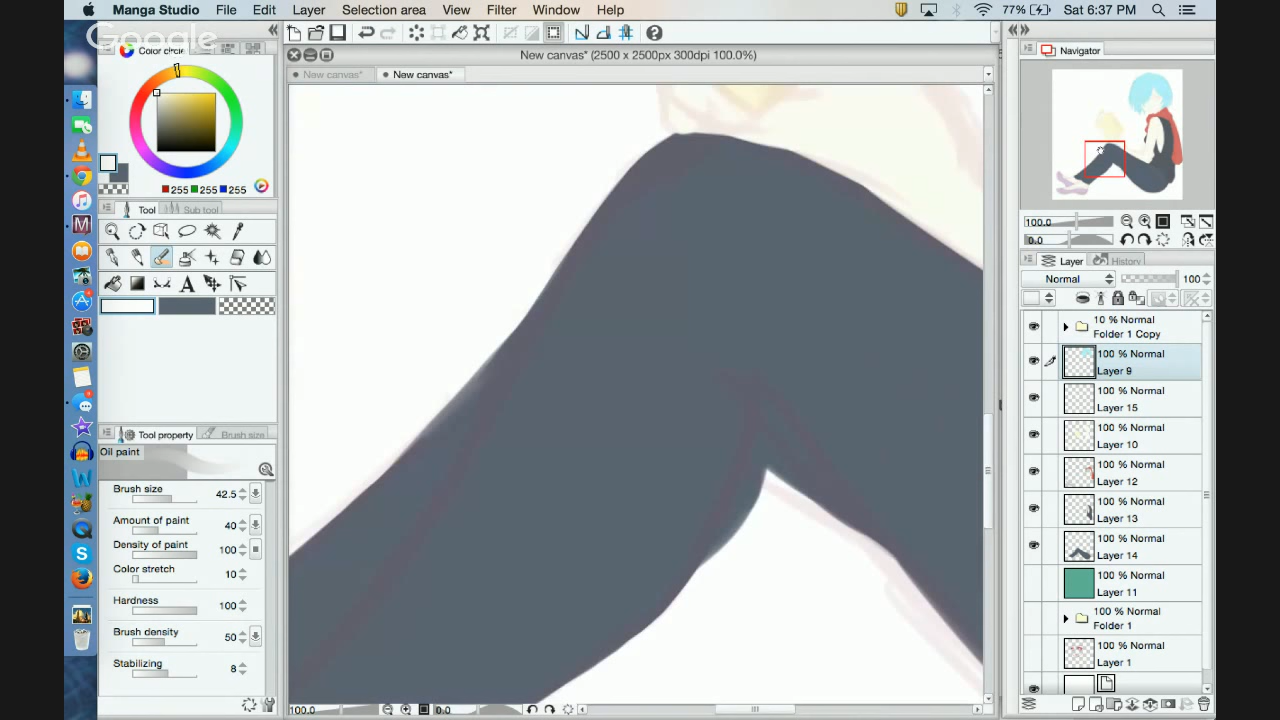 Manga Studio File Edit Layer Selection area View Filter Window Help
77% Sat 6:37 PM
Google
Color circle
New canvas* (2500 x 2500px 300dpi 100.0%)
Navigator
New canvas* New canvas*
255 255 255
Tool Sub tool
100.0
0.0
Layer History
Normal 100
10 % Normal
Folder 1 Copy
100 % Normal
Layer 9
100 % Normal
Layer 15
100 % Normal
Layer 10
100 % Normal
Layer 12
100 % Normal
Layer 13
100 % Normal
Layer 14
100 % Normal
Layer 11
100 % Normal
Folder 1
100 % Normal
Layer 1
Tool property Brush size
Oil paint
Brush size 42.5
Amount of paint 40
Density of paint 100
Color stretch 10
Hardness 100
Brush density 50
Stabilizing 8
100.0 0.0